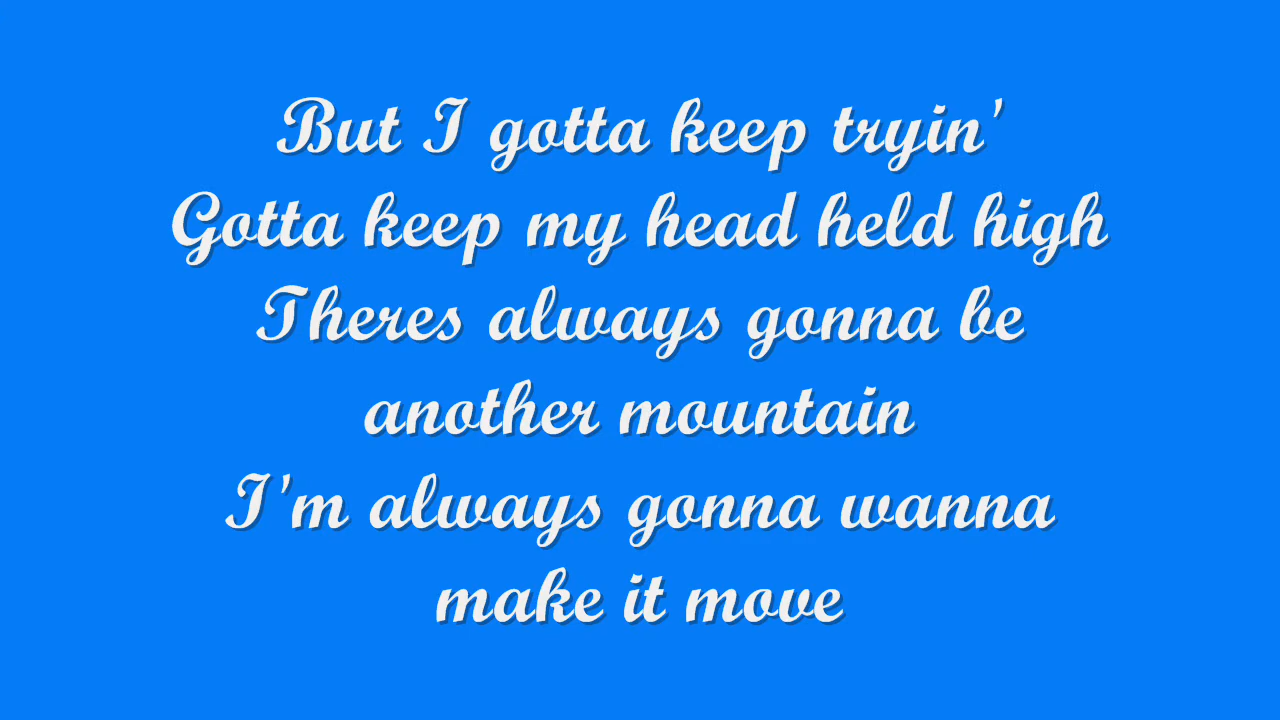 But I gotta keep tryin'
Gotta keep my head held high
Theres always gonna be
another mountain
I'm always gonna wanna
make it move